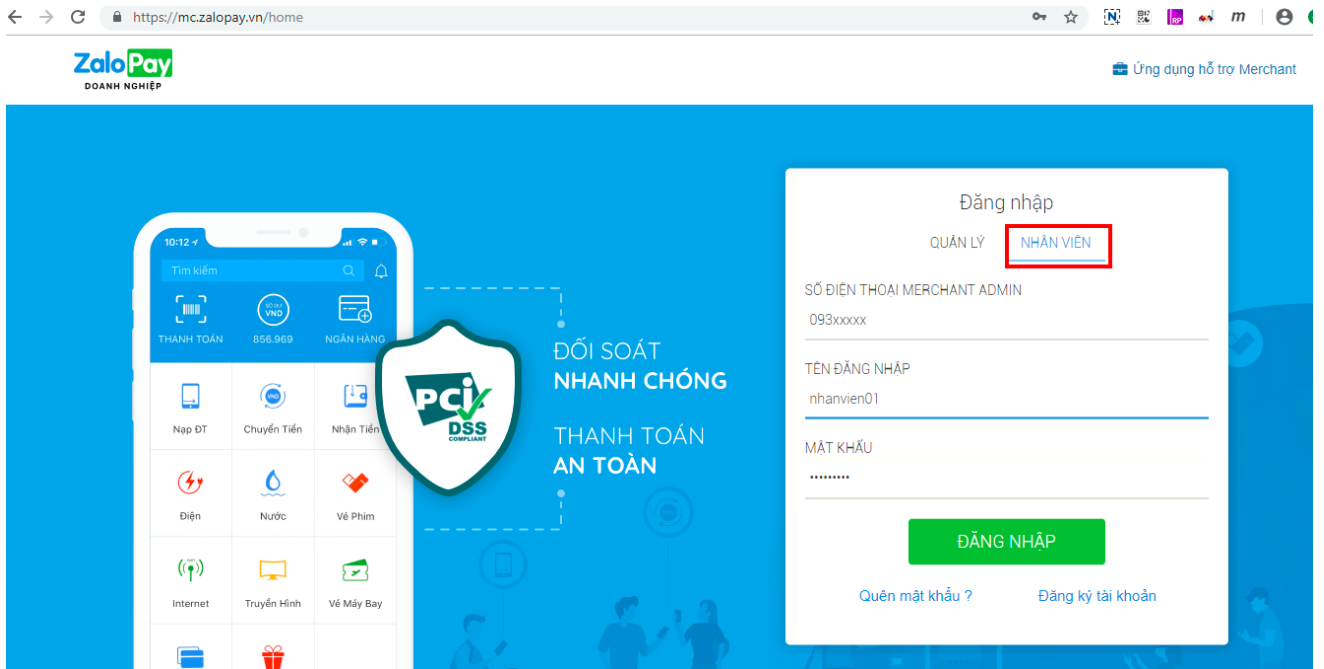 https://mc.zalopay.vn/home
ZaloPay
DOANH NGHIỆP
Ứng dụng hỗ trợ Merchant
10:12
Tìm kiếm
SỐ DƯ
VND
THANH TOÁN 856.969 NGÂN HÀNG
Nạp ĐT Chuyển Tiền Nhận Tiền
Điện Nước Vé Phim
Internet Truyền Hình Vé Máy Bay
PCi
DSS
COMPLIANT
ĐỐI SOÁT
NHANH CHÓNG
THANH TOÁN
AN TOÀN
Đăng nhập
QUẢN LÝ NHÂN VIÊN
SỐ ĐIỆN THOẠI MERCHANT ADMIN
093xxxxx
TÊN ĐĂNG NHẬP
nhanvien01
MẬT KHẨU
•••••••••
ĐĂNG NHẬP
Quên mật khẩu ? Đăng ký tài khoản